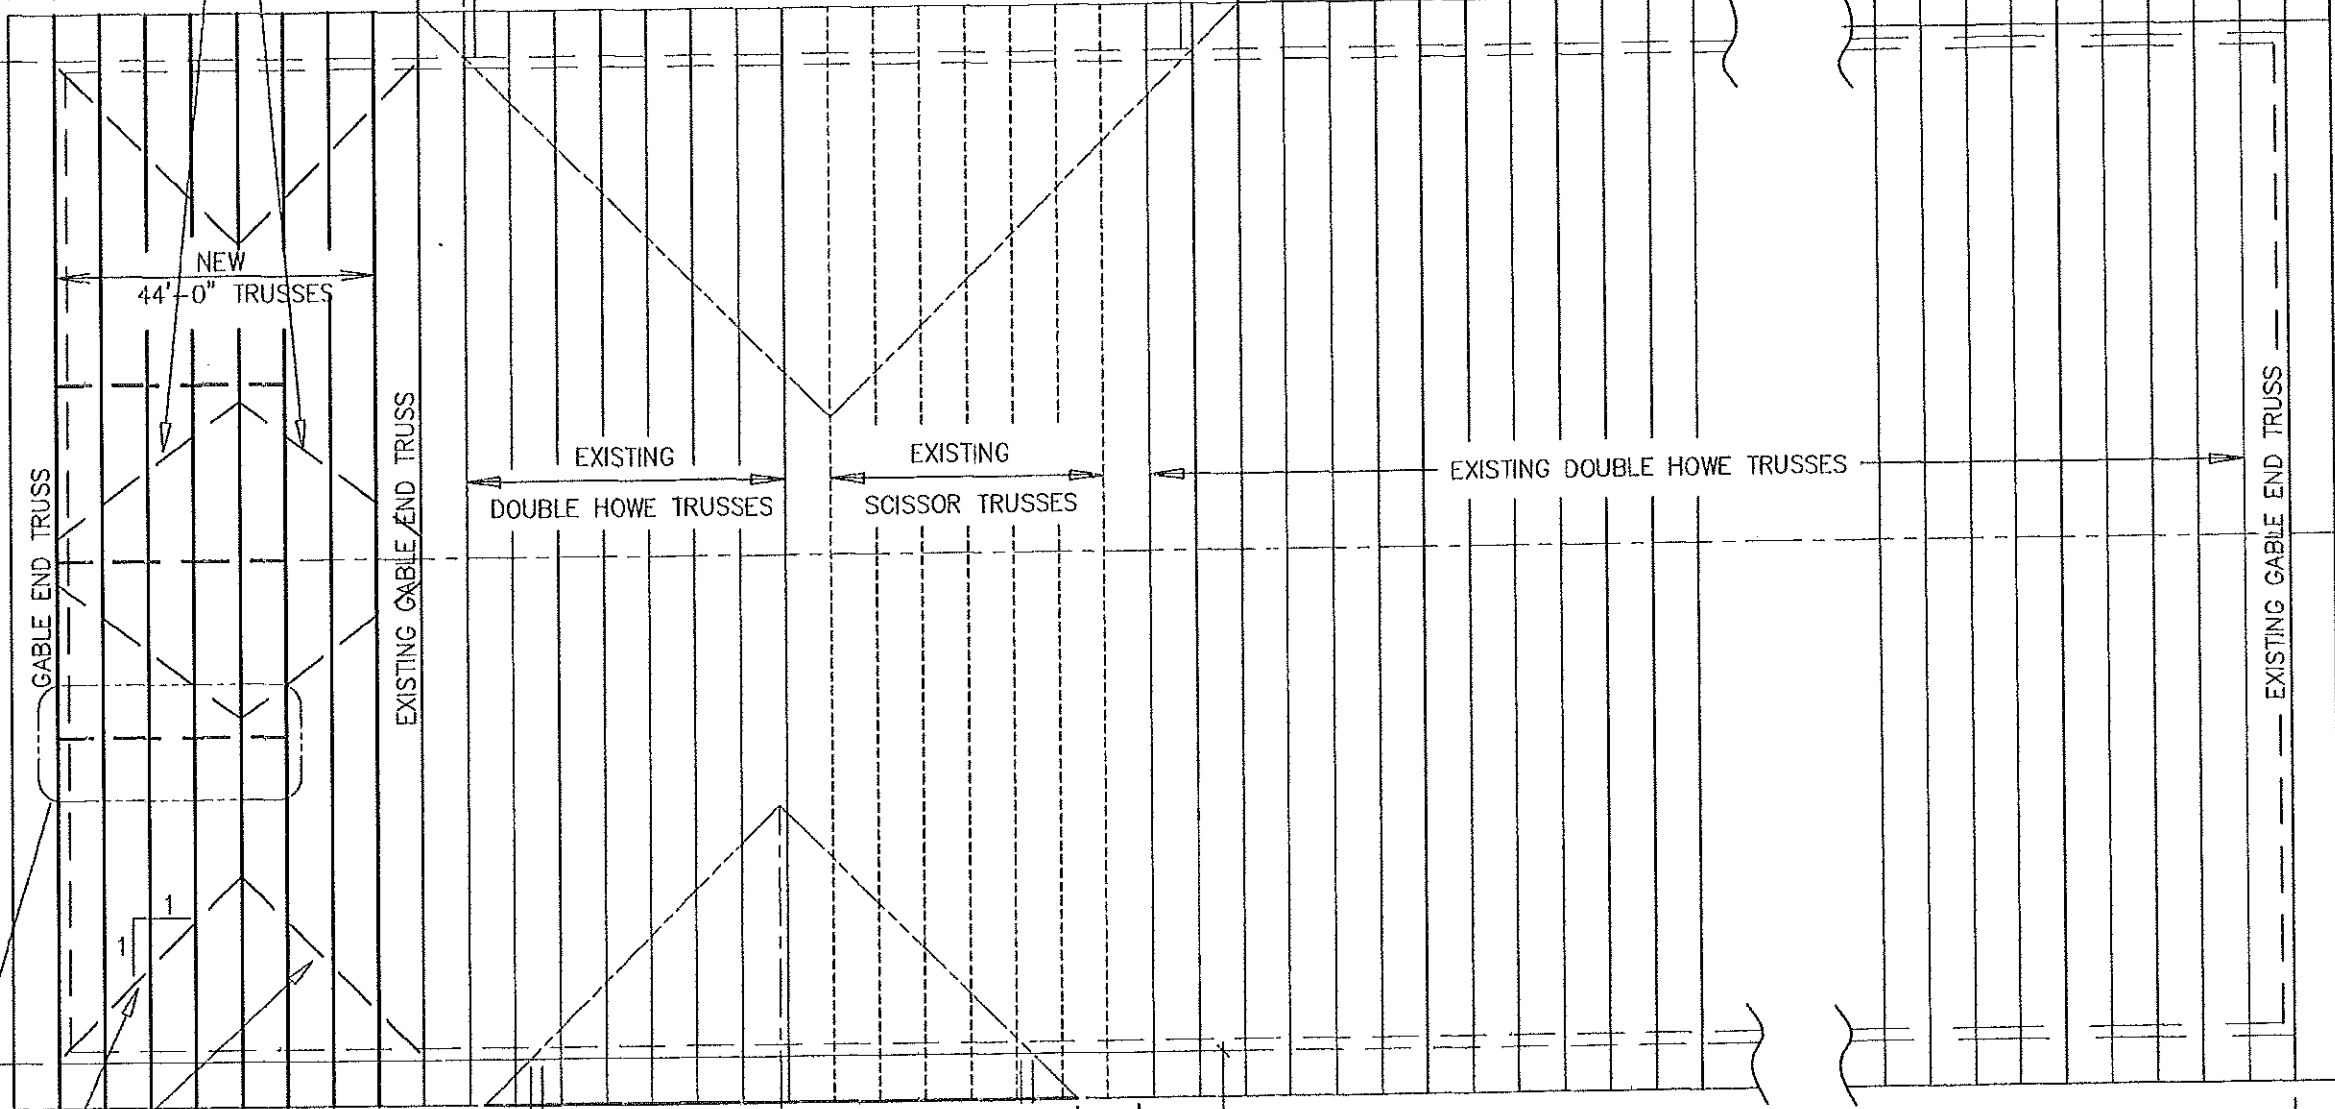 NEW
44'-0" TRUSSES
GABLE END TRUSS
EXISTING GABLE END TRUSS
EXISTING
DOUBLE HOWE TRUSSES
EXISTING
SCISSOR TRUSSES
EXISTING DOUBLE HOWE TRUSSES
EXISTING GABLE END TRUSS
1
1